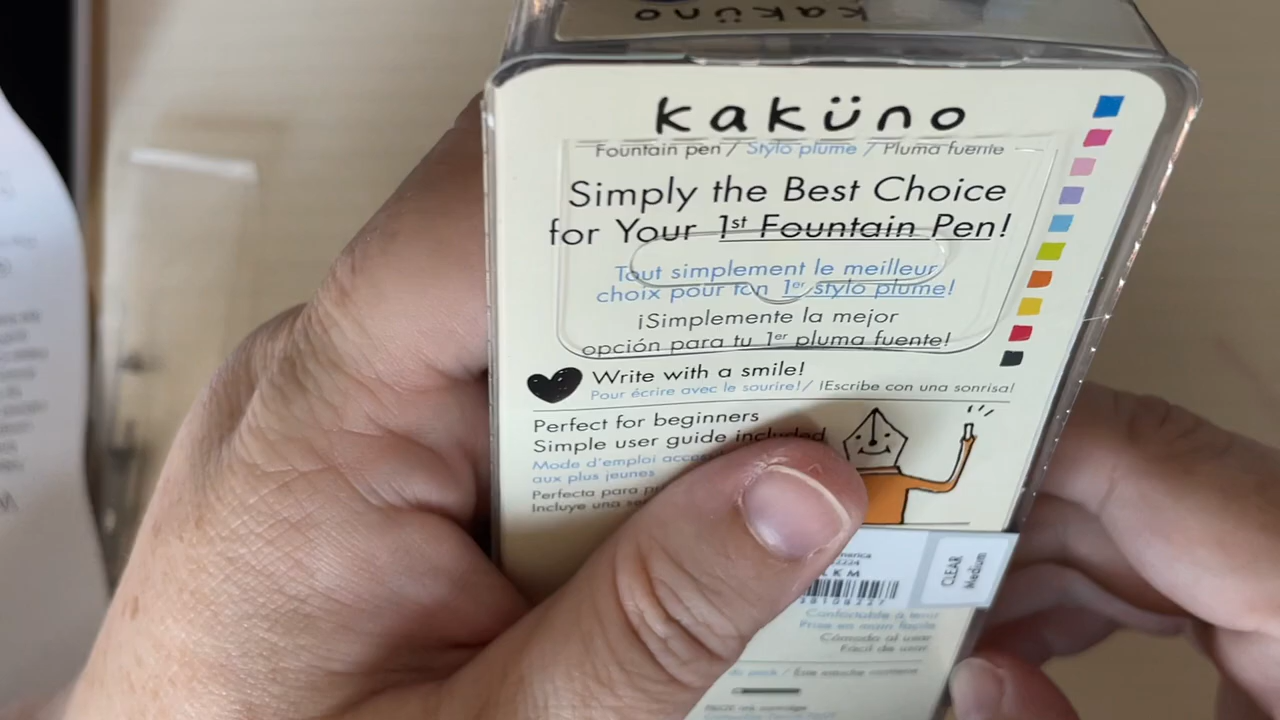 kaküno
kaküno
Fountain pen / Stylo plume / Pluma fuente
Simply the Best Choice
for Your 1st Fountain Pen!
Tout simplement le meilleur
choix pour ton 1er stylo plume!
¡Simplemente la mejor
opción para tu 1er pluma fuente!
Write with a smile!
Pour écrire avec le sourire! / ¡Escribe con una sonrisa!
Perfect for beginners
Simple user guide included
Mode d'emploi
aux plus jeunes
Perfecta para
Incluye una
CLEAR
Medium
Confortable à tenir
Prise en main facile
Cómoda al usar
Fácil de usar